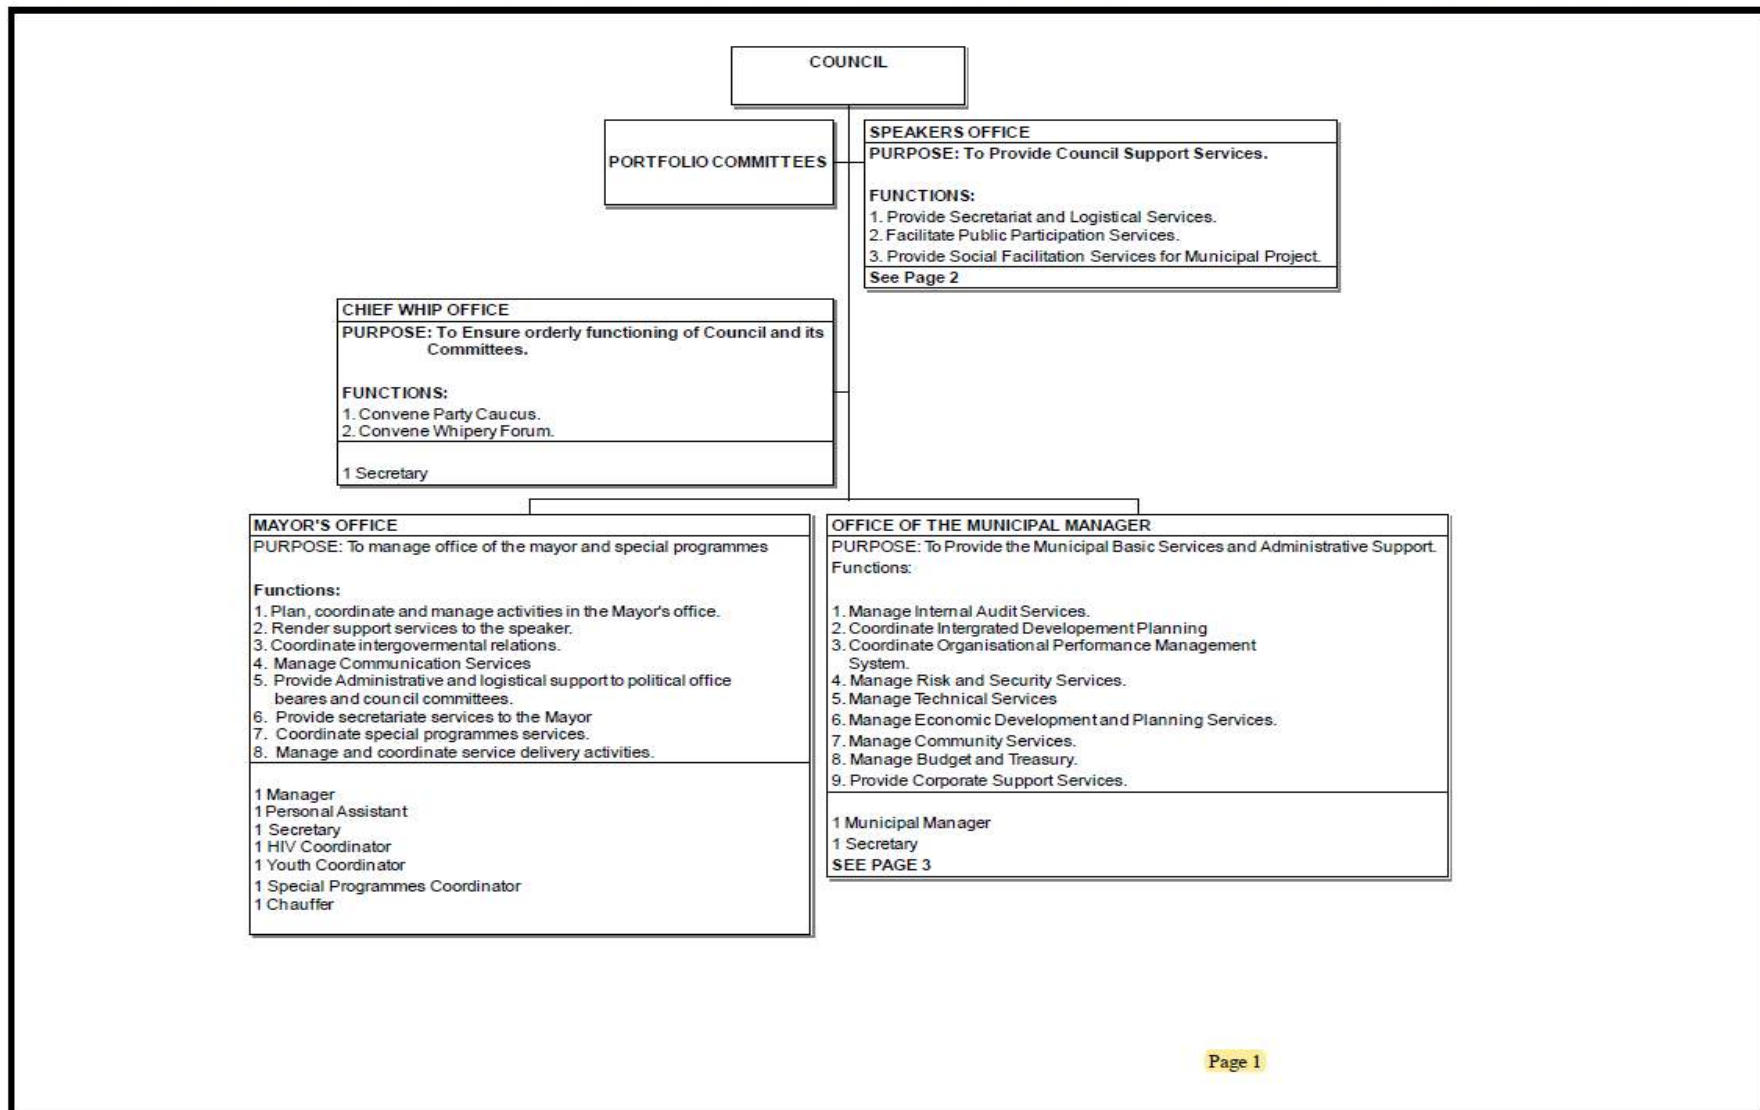 COUNCIL
PORTFOLIO COMMITTEES
SPEAKERS OFFICE
PURPOSE: To Provide Council Support Services.
FUNCTIONS:
1. Provide Secretariat and Logistical Services.
2. Facilitate Public Participation Services.
3. Provide Social Facilitation Services for Municipal Project.
See Page 2
CHIEF WHIP OFFICE
PURPOSE: To Ensure orderly functioning of Council and its
Committees.
FUNCTIONS:
1. Convene Party Caucus.
2. Convene Whipery Forum.
1 Secretary
MAYOR'S OFFICE
PURPOSE: To manage office of the mayor and special programmes
Functions:
1. Plan, coordinate and manage activities in the Mayor's office.
2. Render support services to the speaker.
3. Coordinate intergovermental relations.
4. Manage Communication Services
5. Provide Administrative and logistical support to political office
beares and council committees.
6. Provide secretariate services to the Mayor
7. Coordinate special programmes services.
8. Manage and coordinate service delivery activities.
1 Manager
1 Personal Assistant
1 Secretary
1 HIV Coordinator
1 Youth Coordinator
1 Special Programmes Coordinator
1 Chauffer
OFFICE OF THE MUNICIPAL MANAGER
PURPOSE: To Provide the Municipal Basic Services and Administrative Support.
Functions:
1. Manage Internal Audit Services.
2. Coordinate Intergrated Developement Planning
3. Coordinate Organisational Performance Management
System.
4. Manage Risk and Security Services.
5. Manage Technical Services
6. Manage Economic Development and Planning Services.
7. Manage Community Services.
8. Manage Budget and Treasury.
9. Provide Corporate Support Services.
1 Municipal Manager
1 Secretary
SEE PAGE 3
Page 1